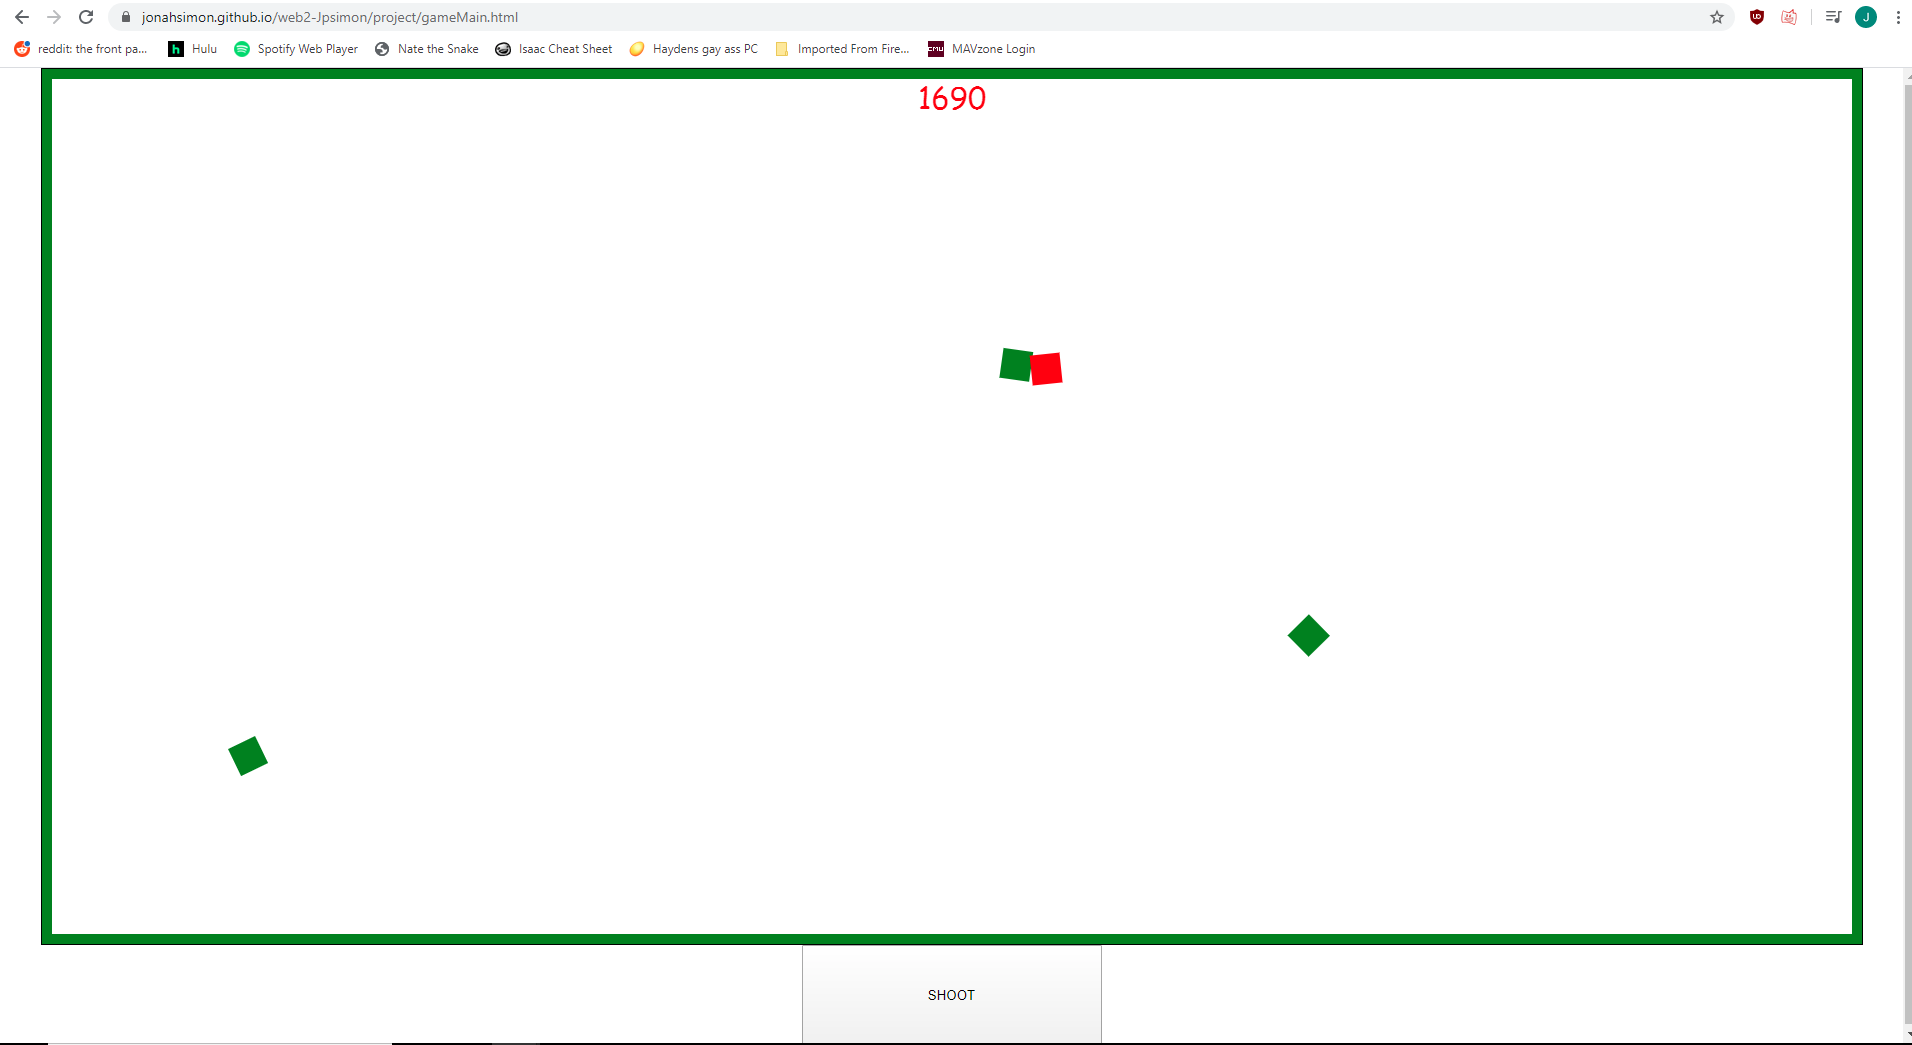 jonahsimon.github.io/web2-Jpsimon/project/gameMain.html
J
reddit: the front pa... Hulu Spotify Web Player Nate the Snake Isaac Cheat Sheet Haydens gay ass PC Imported From Fire... CMU MAVzone Login
1690
SHOOT